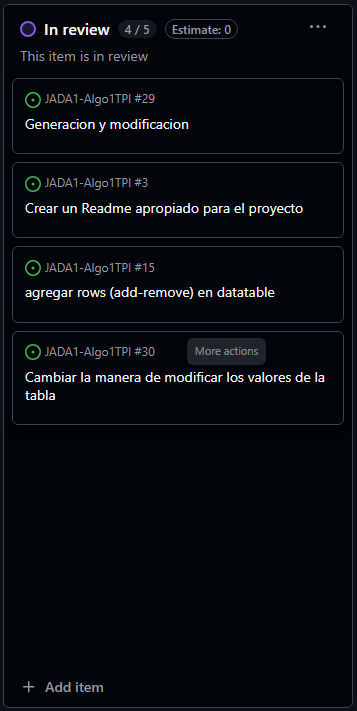 In review 4 / 5 Estimate: 0 ...
This item is in review
JADA1-Algo1TPI #29
Generacion y modificacion
JADA1-Algo1TPI #3
Crear un Readme apropiado para el proyecto
JADA1-Algo1TPI #15
agregar rows (add-remove) en datatable
JADA1-Algo1TPI #30 More actions
Cambiar la manera de modificar los valores de la
tabla
+ Add item